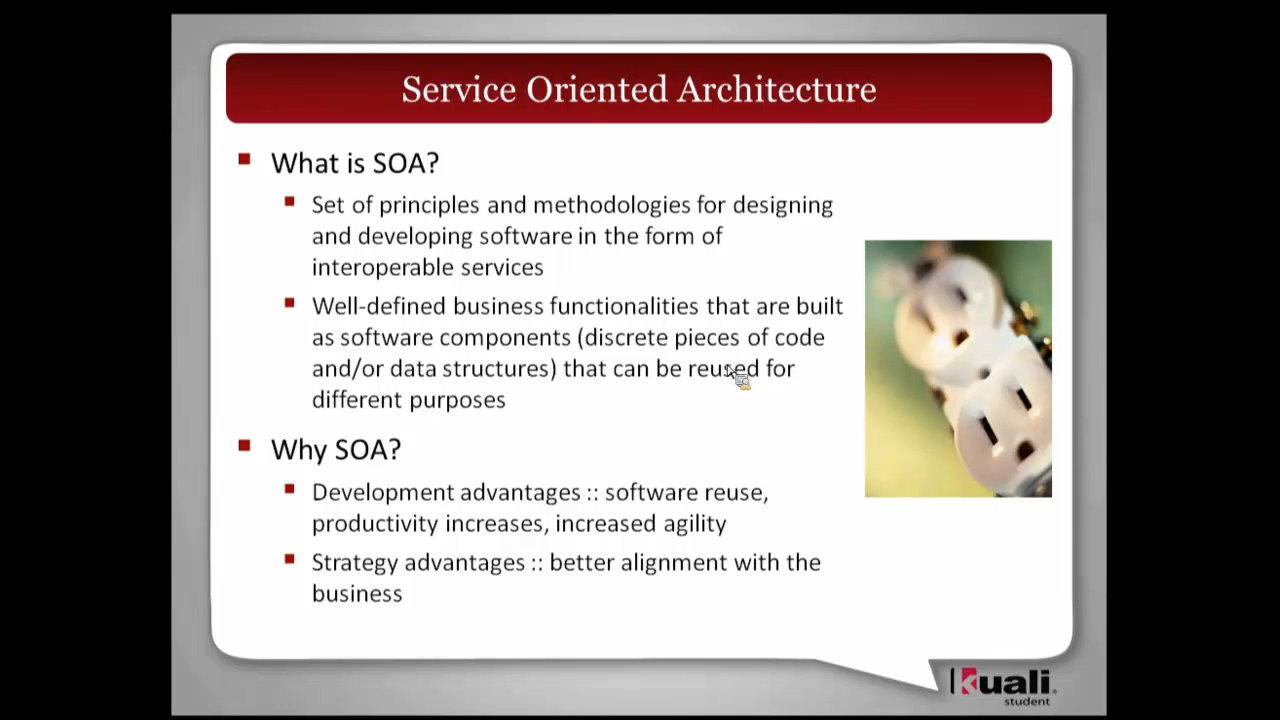 Service Oriented Architecture
What is SOA?
Set of principles and methodologies for designing
and developing software in the form of
interoperable services
Well-defined business functionalities that are built
as software components (discrete pieces of code
and/or data structures) that can be reused for
different purposes
Why SOA?
Development advantages :: software reuse,
productivity increases, increased agility
Strategy advantages :: better alignment with the
business
kuali
student